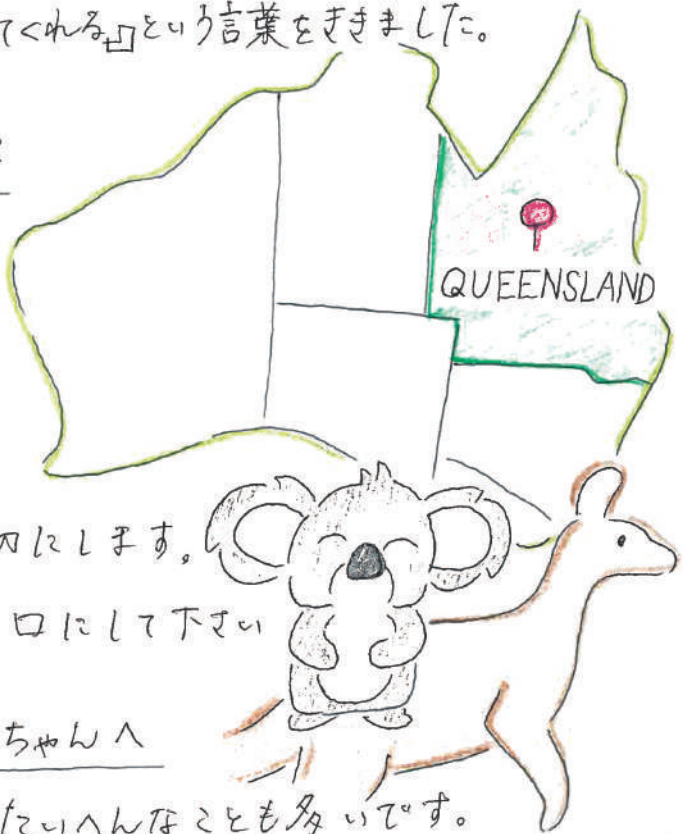 てくれる』という言葉をききました。
QUEENSLAND
にします。
口にして下さい
ちゃんへ
たいへんなことも多いです。